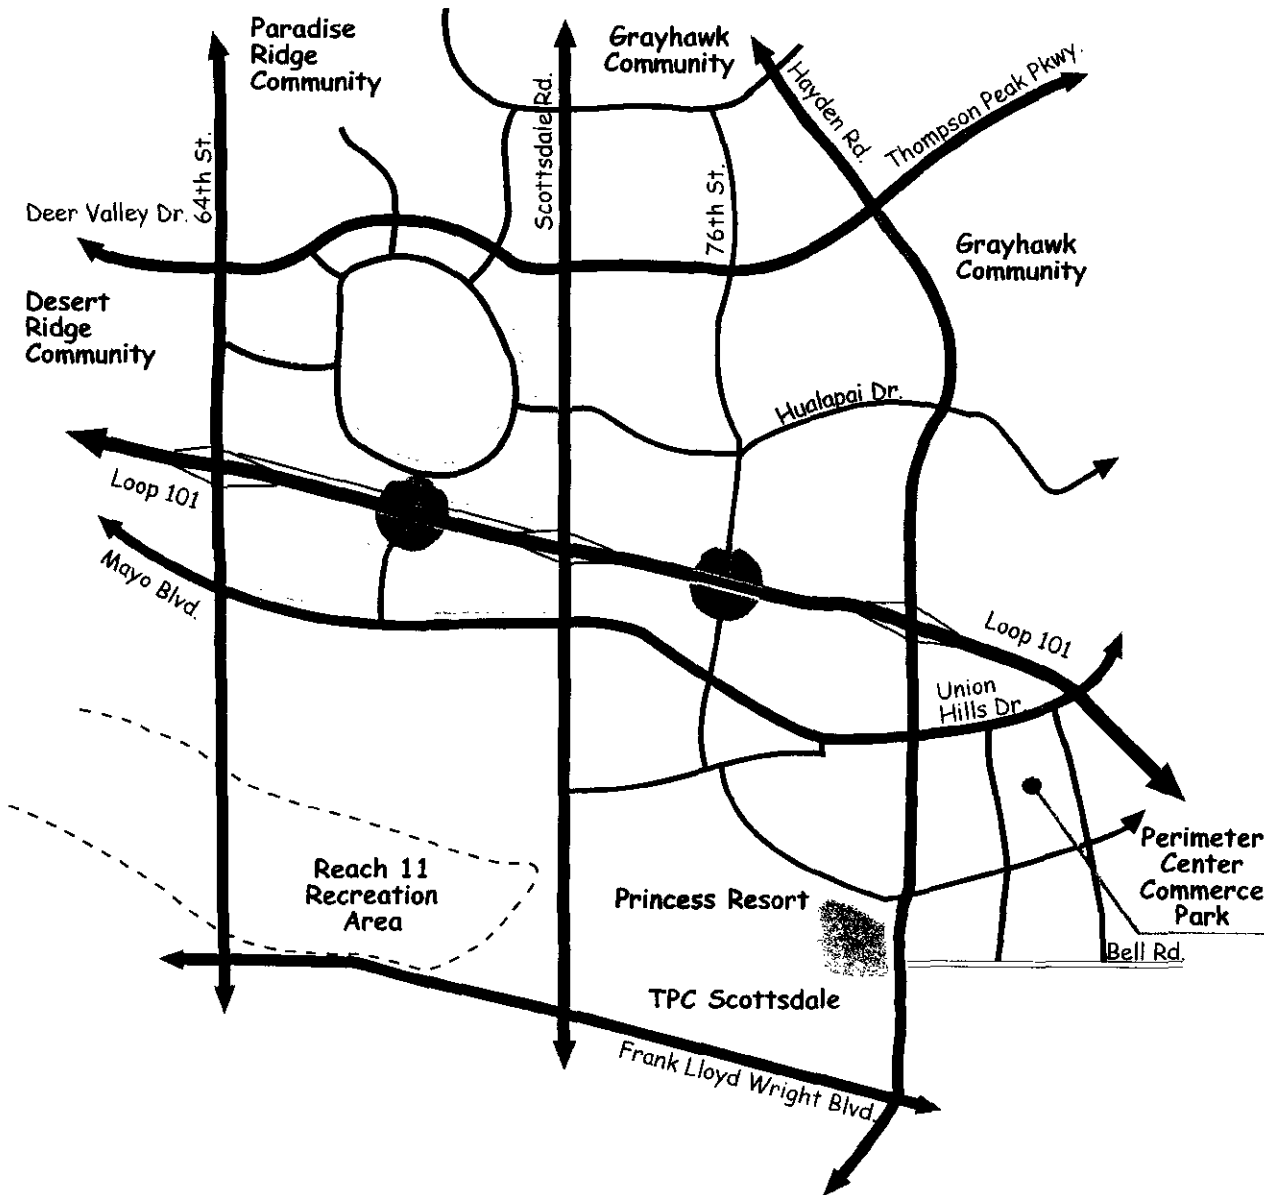 Paradise
Ridge
Community
Grayhawk
Community
Hayden Rd.
Thompson Peak Pkwy.
64th St.
Scottsdale Rd.
76th St.
Deer Valley Dr.
Grayhawk
Community
Desert
Ridge
Community
Hualapai Dr.
Loop 101
Mayo Blvd.
Loop 101
Union
Hills Dr.
Perimeter
Center
Commerce
Park
Reach 11
Recreation
Area
Princess Resort
Bell Rd.
TPC Scottsdale
Frank Lloyd Wright Blvd.